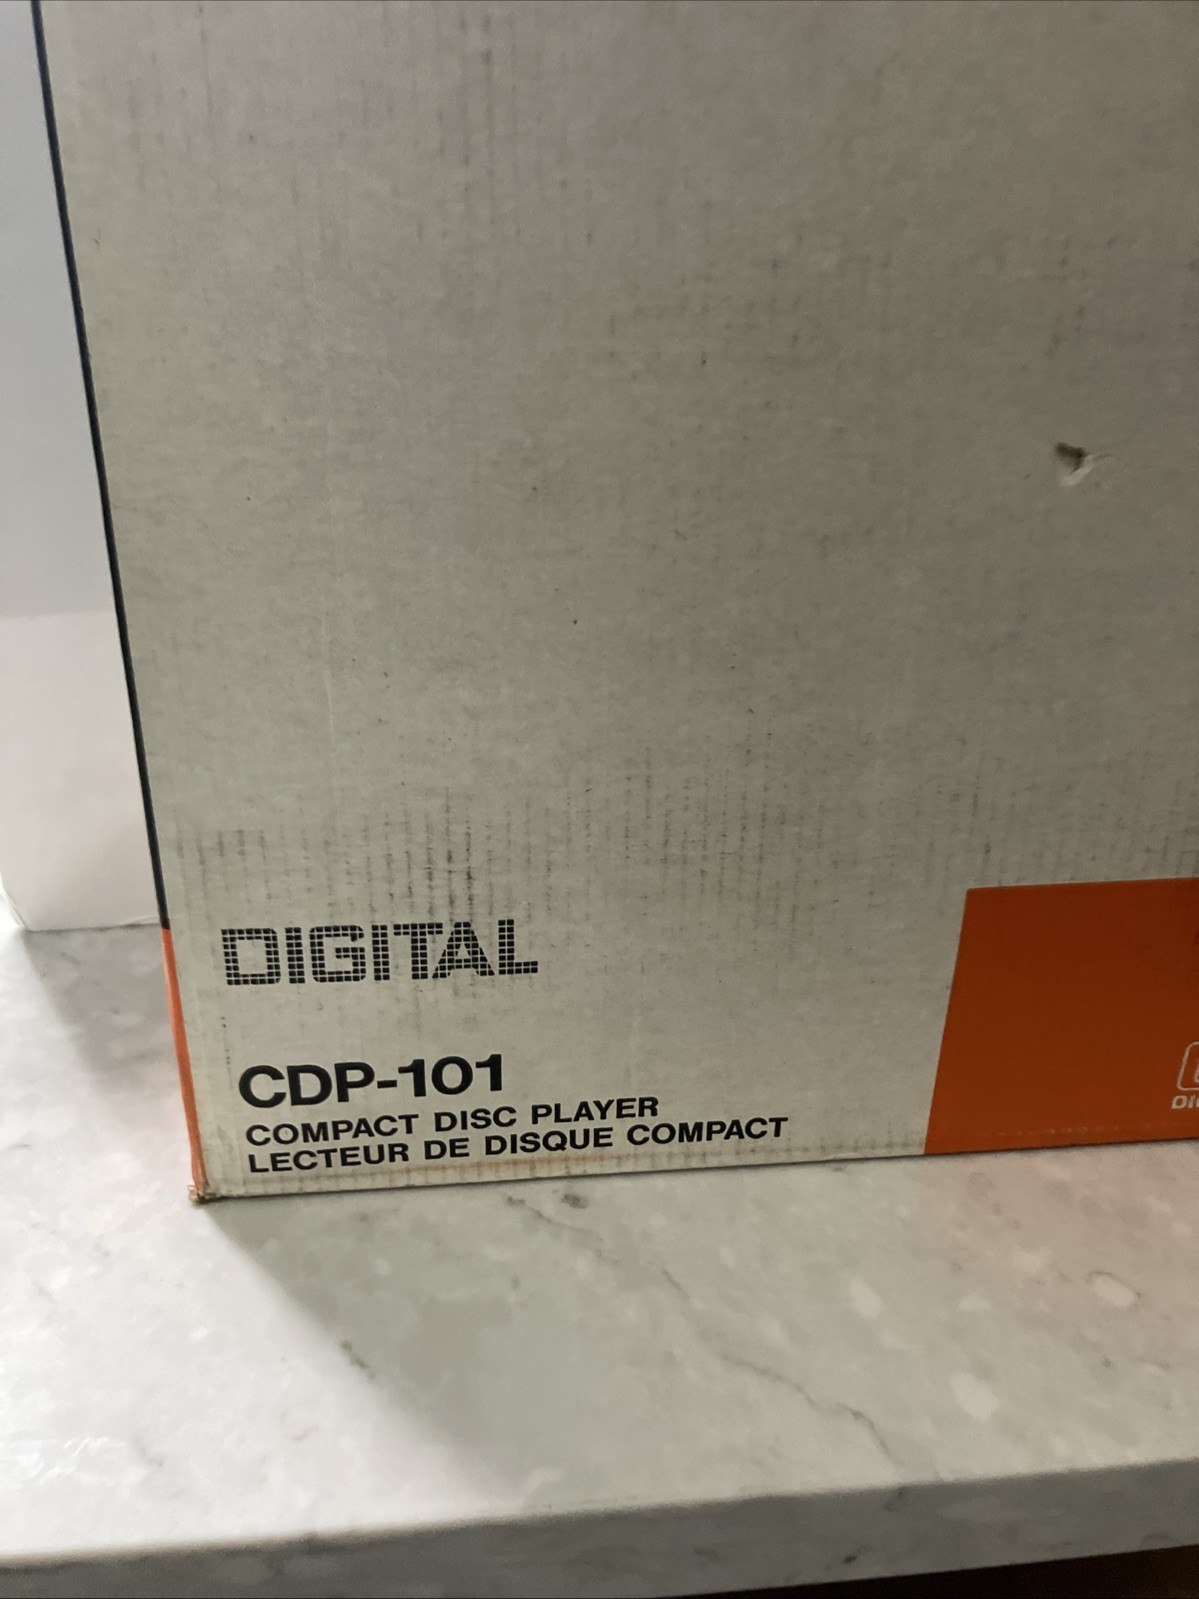 DIGITAL
CDP-101
COMPACT DISC PLAYER
LECTEUR DE DISQUE COMPACT